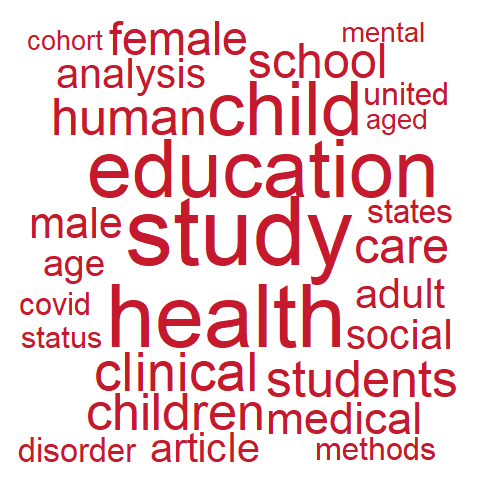 cohort female mental
analysis school
human child united
aged
education
male study states
age care
covid health adult
status social
clinical students
children medical
disorder article methods